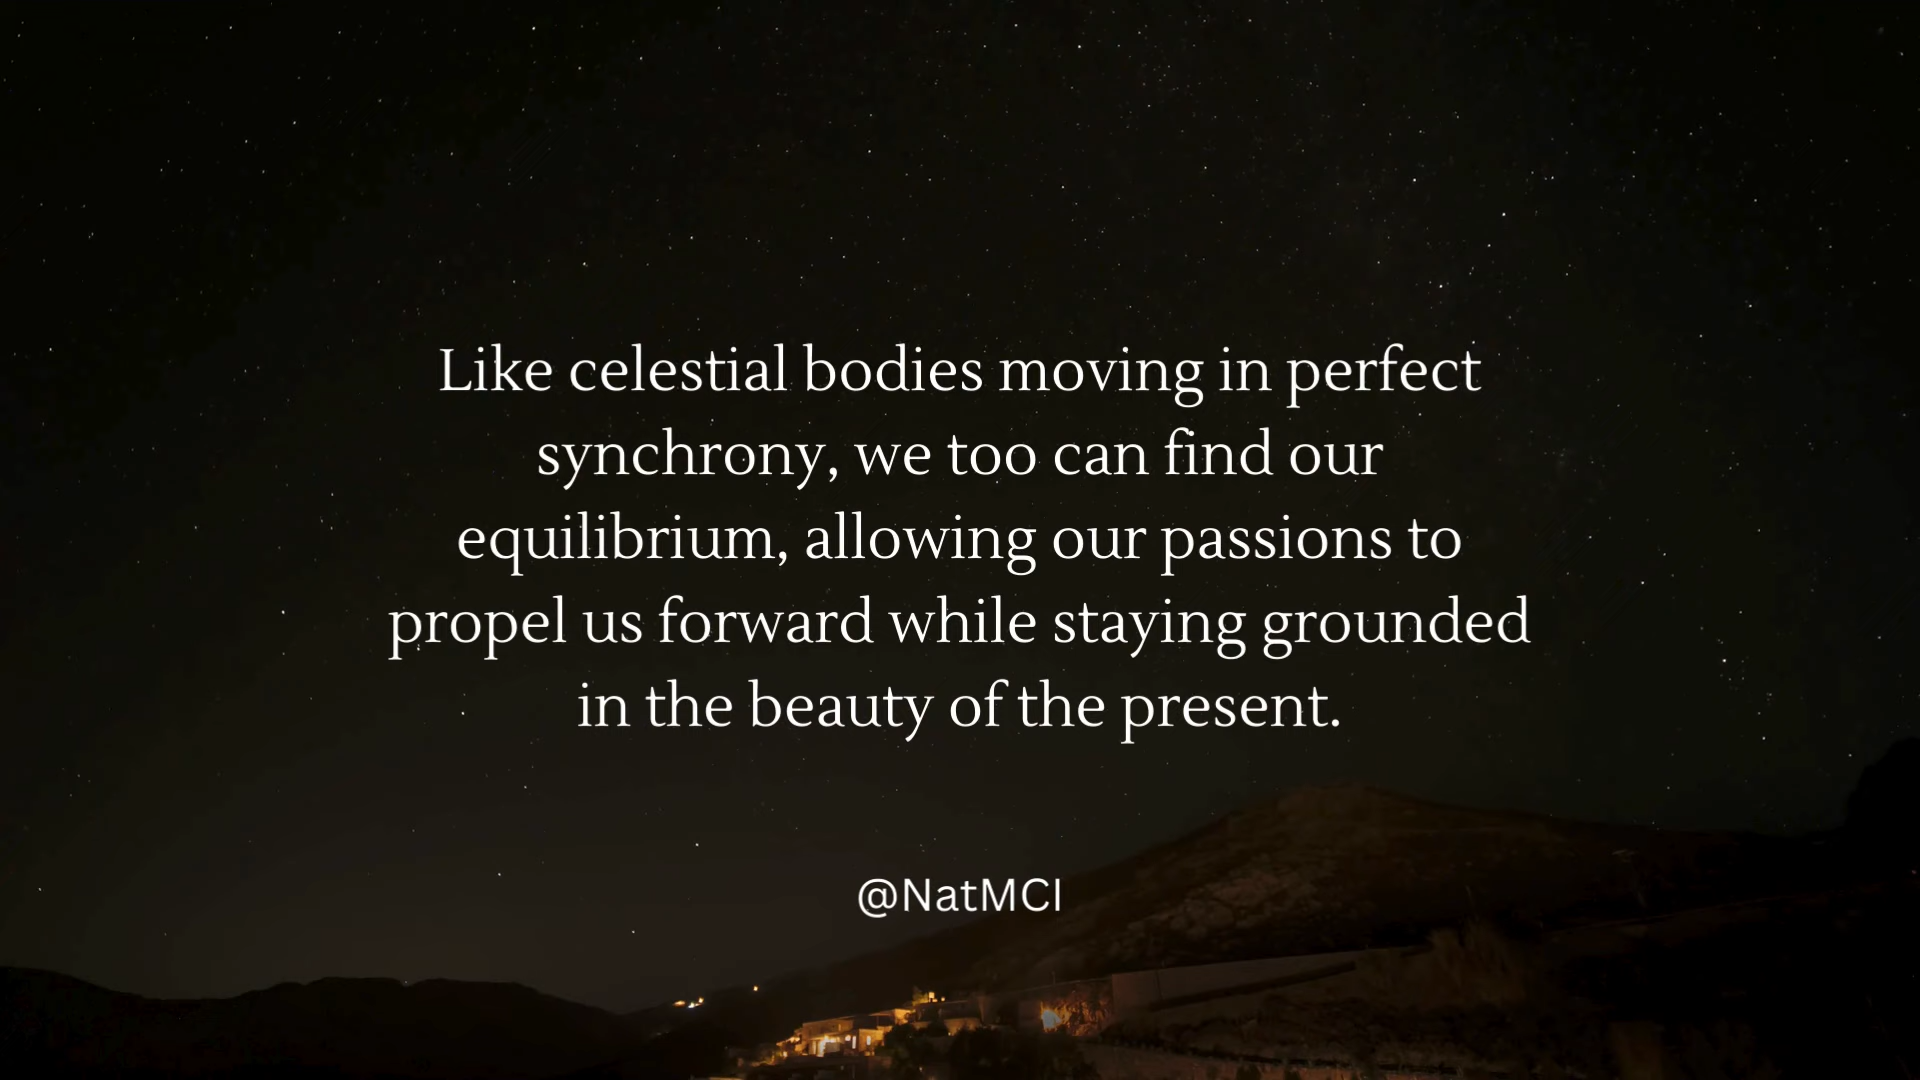 Like celestial bodies moving in perfect
synchrony, we too can find our
equilibrium, allowing our passions to
propel us forward while staying grounded
in the beauty of the present.
@NatMCI